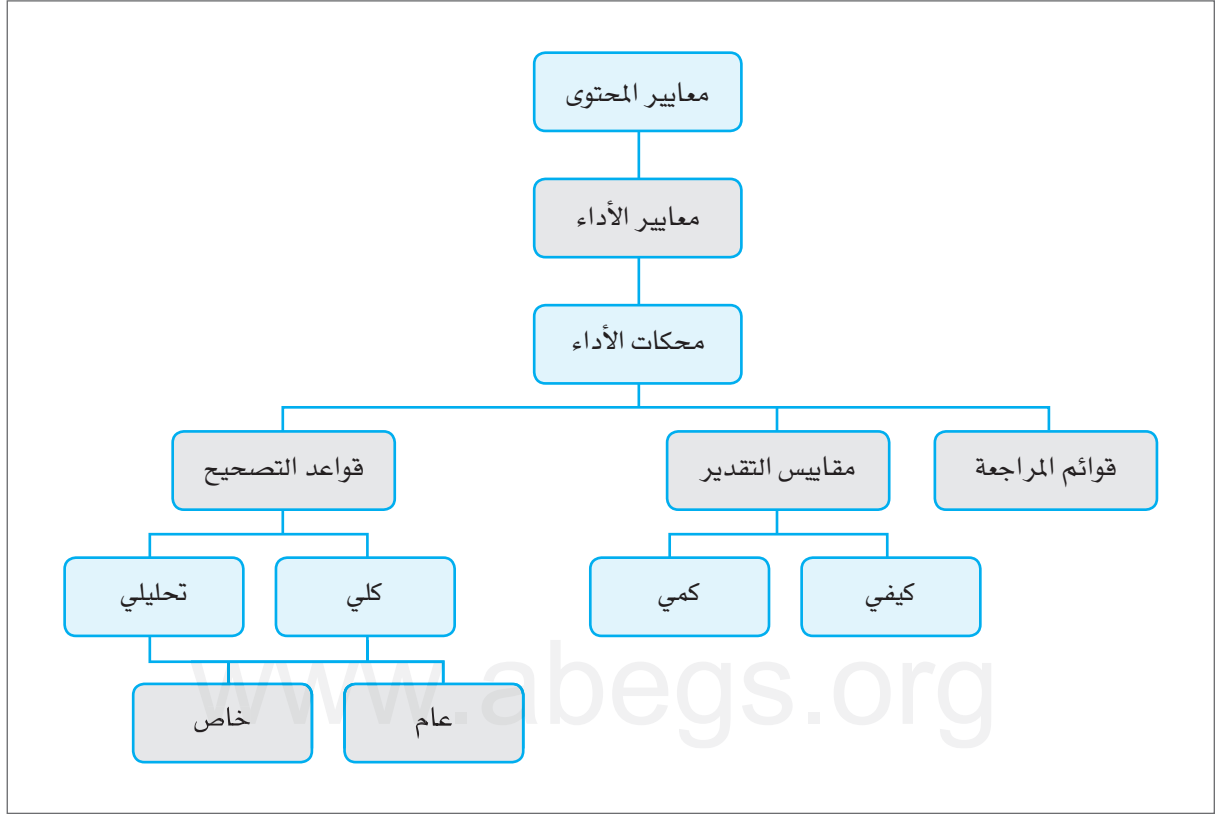 معايير المحتوى
معايير الأداء
محكات الأداء
قوائم المراجعة
مقاييس التقدير
قواعد التصحيح
كيفي
كمي
كلي
تحليلي
عام
خاص
www.abegs.org